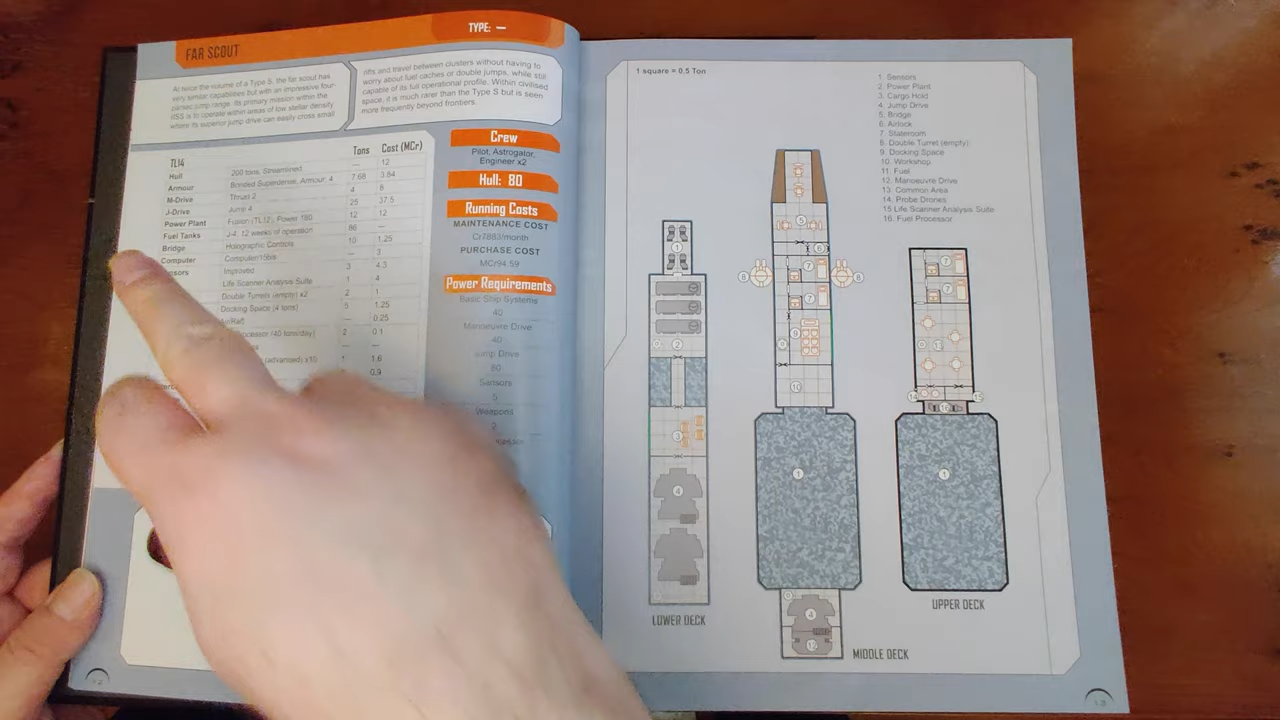 FAR SCOUT
TYPE: —
At twice the volume of a Type S, the far scout has
very similar capabilities but with an impressive four-
parsec jump range. Its primary mission within the
IISS is to operate within areas of low stellar density
where its superior jump drive can easily cross small
rifts and travel between clusters without having to
worry about fuel caches or double jumps, while still
capable of its full operational profile. Within civilised
space, it is much rarer than the Type S but is seen
more frequently beyond frontiers.
TL14 Tons Cost (MCr)
Hull 200 tons, Streamlined — 12
Armour Bonded Superdense, Armour: 4 7.68 3.84
M-Drive Thrust 2 4 8
J-Drive Jump 4 25 37.5
Power Plant Fusion (TL12), Power 180 12 12
Fuel Tanks J-4, 12 weeks of operation 86 —
Bridge Holographic Controls 10 1.25
Computer Computer/15bis — 3
Improved 3 4.3
Life Scanner Analysis Suite 1 4
Double Turrets (empty) x2 2 1
Docking Space (4 tons) 5 1.25
— 0.25
(40 tons/day) 2 0.1
— —
(advanced) x10 1.6
0.9
Crew
Pilot, Astrogator,
Engineer x2
Hull: 80
Running Costs
MAINTENANCE COST
Cr7883/month
PURCHASE COST
MCr94.59
Power Requirements
Basic Ship Systems
40
Manoeuvre Drive
40
Jump Drive
80
Sensors
5
Weapons
2
1 square = 0.5 Ton
1 Sensors
2 Power Plant
3. Cargo Hold
4. Jump Drive
5. Bridge
6. Airlock
7. Stateroom
8. Double Turret (empty)
9. Docking Space
10. Workshop
11. Fuel
12. Manoeuvre Drive
13. Common Area
14. Probe Drones
15 Life Scanner Analysis Suite
16. Fuel Processor
LOWER DECK
MIDDLE DECK
UPPER DECK